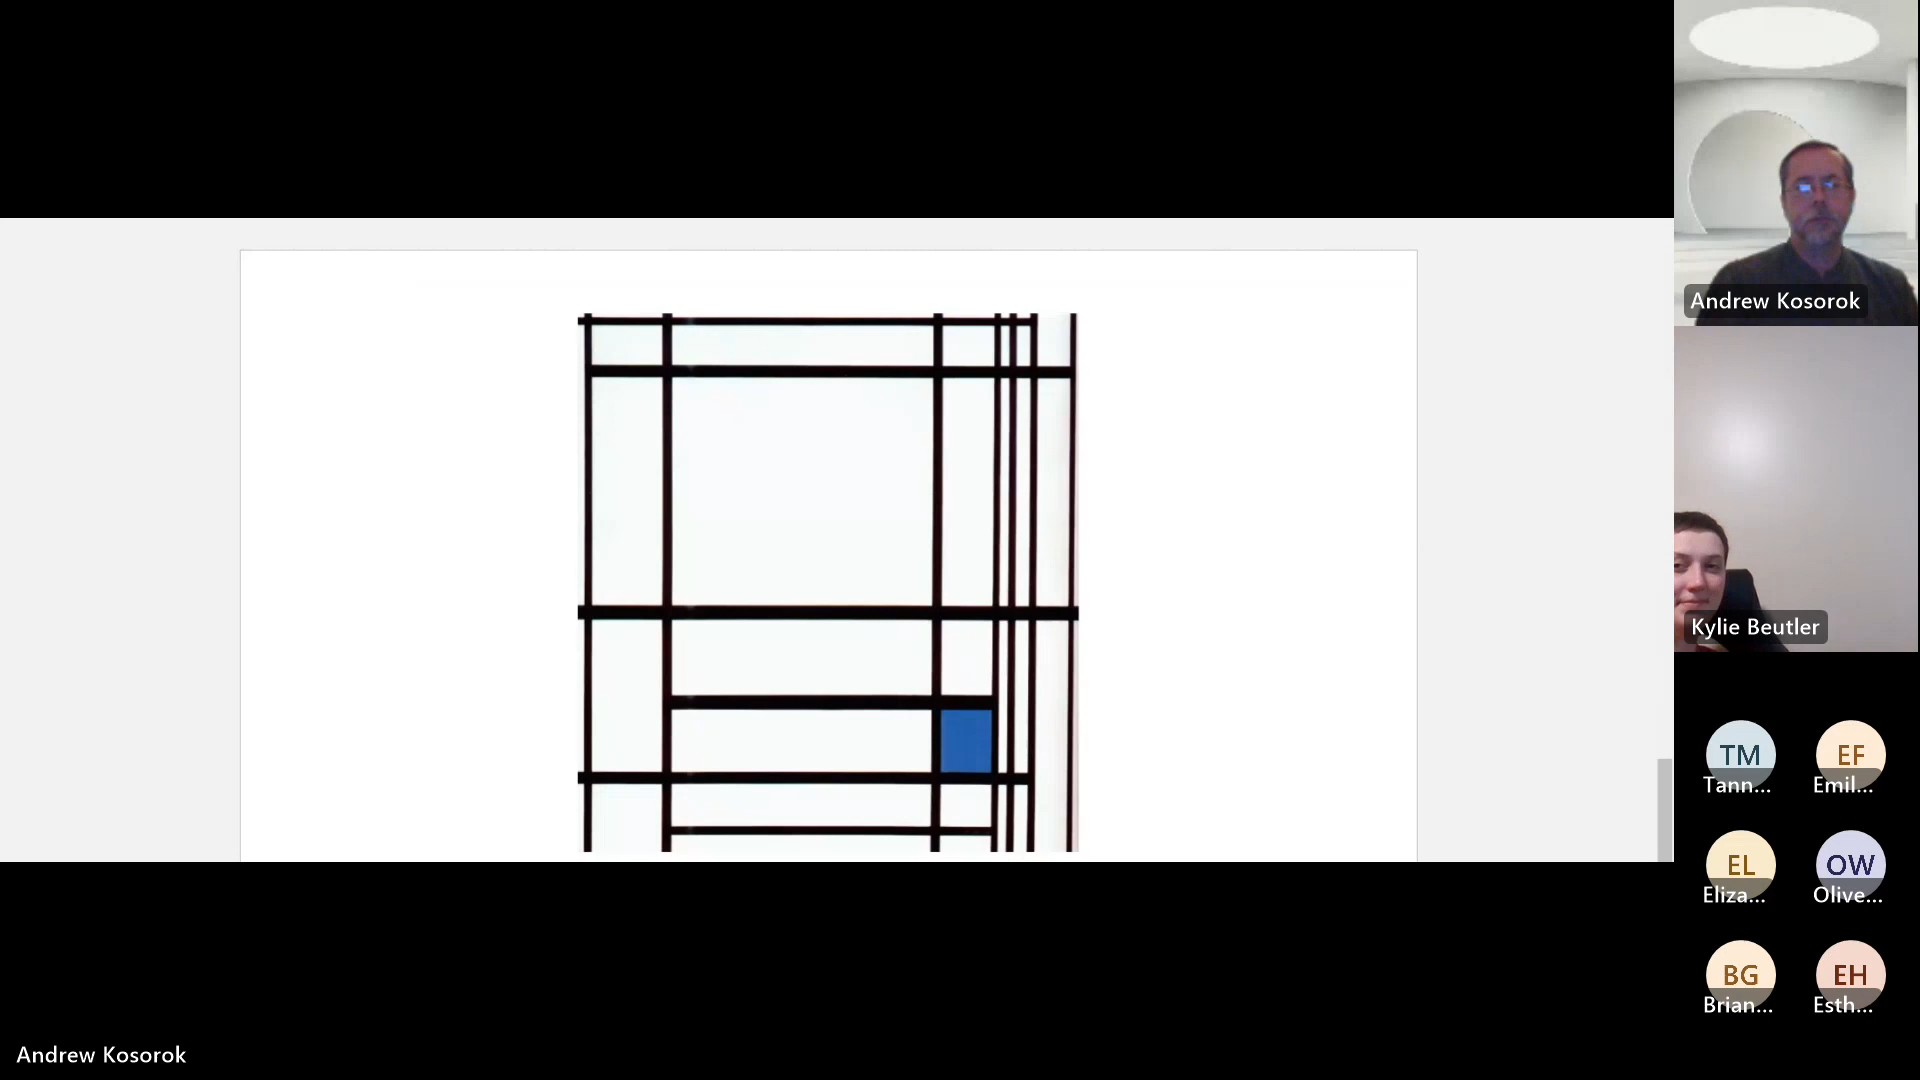 Andrew Kosorok
Kylie Beutler
TM
Tann...
EF
Emil...
EL
Eliza...
OW
Olive...
BG
Brian...
EH
Esth...
Andrew Kosorok